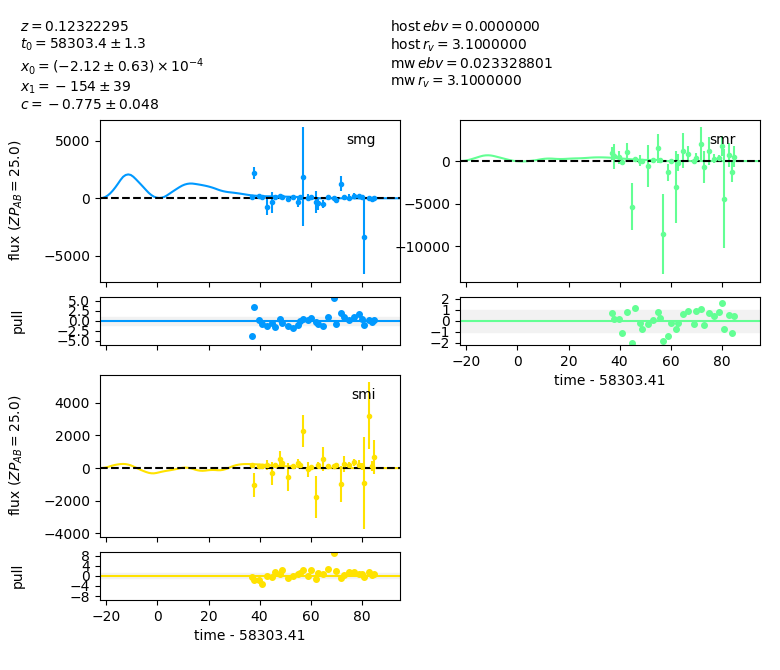 z = 0.12322295
t₀ = 58303.4 ± 1.3
x₀ = (−2.12 ± 0.63) × 10⁻⁴
x₁ = −154 ± 39
c = −0.775 ± 0.048
host ebv = 0.0000000
host r_v = 3.1000000
mw ebv = 0.023328801
mw r_v = 3.1000000
smg
flux (ZP_AB = 25.0)
5000
0
−5000
pull
5.0
2.5
0.0
−2.5
−5.0
smr
0
−5000
−10000
2
1
0
−1
−2
−20 0 20 40 60 80
time - 58303.41
smi
flux (ZP_AB = 25.0)
4000
2000
0
−2000
−4000
pull
8
4
0
−4
−8
−20 0 20 40 60 80
time - 58303.41